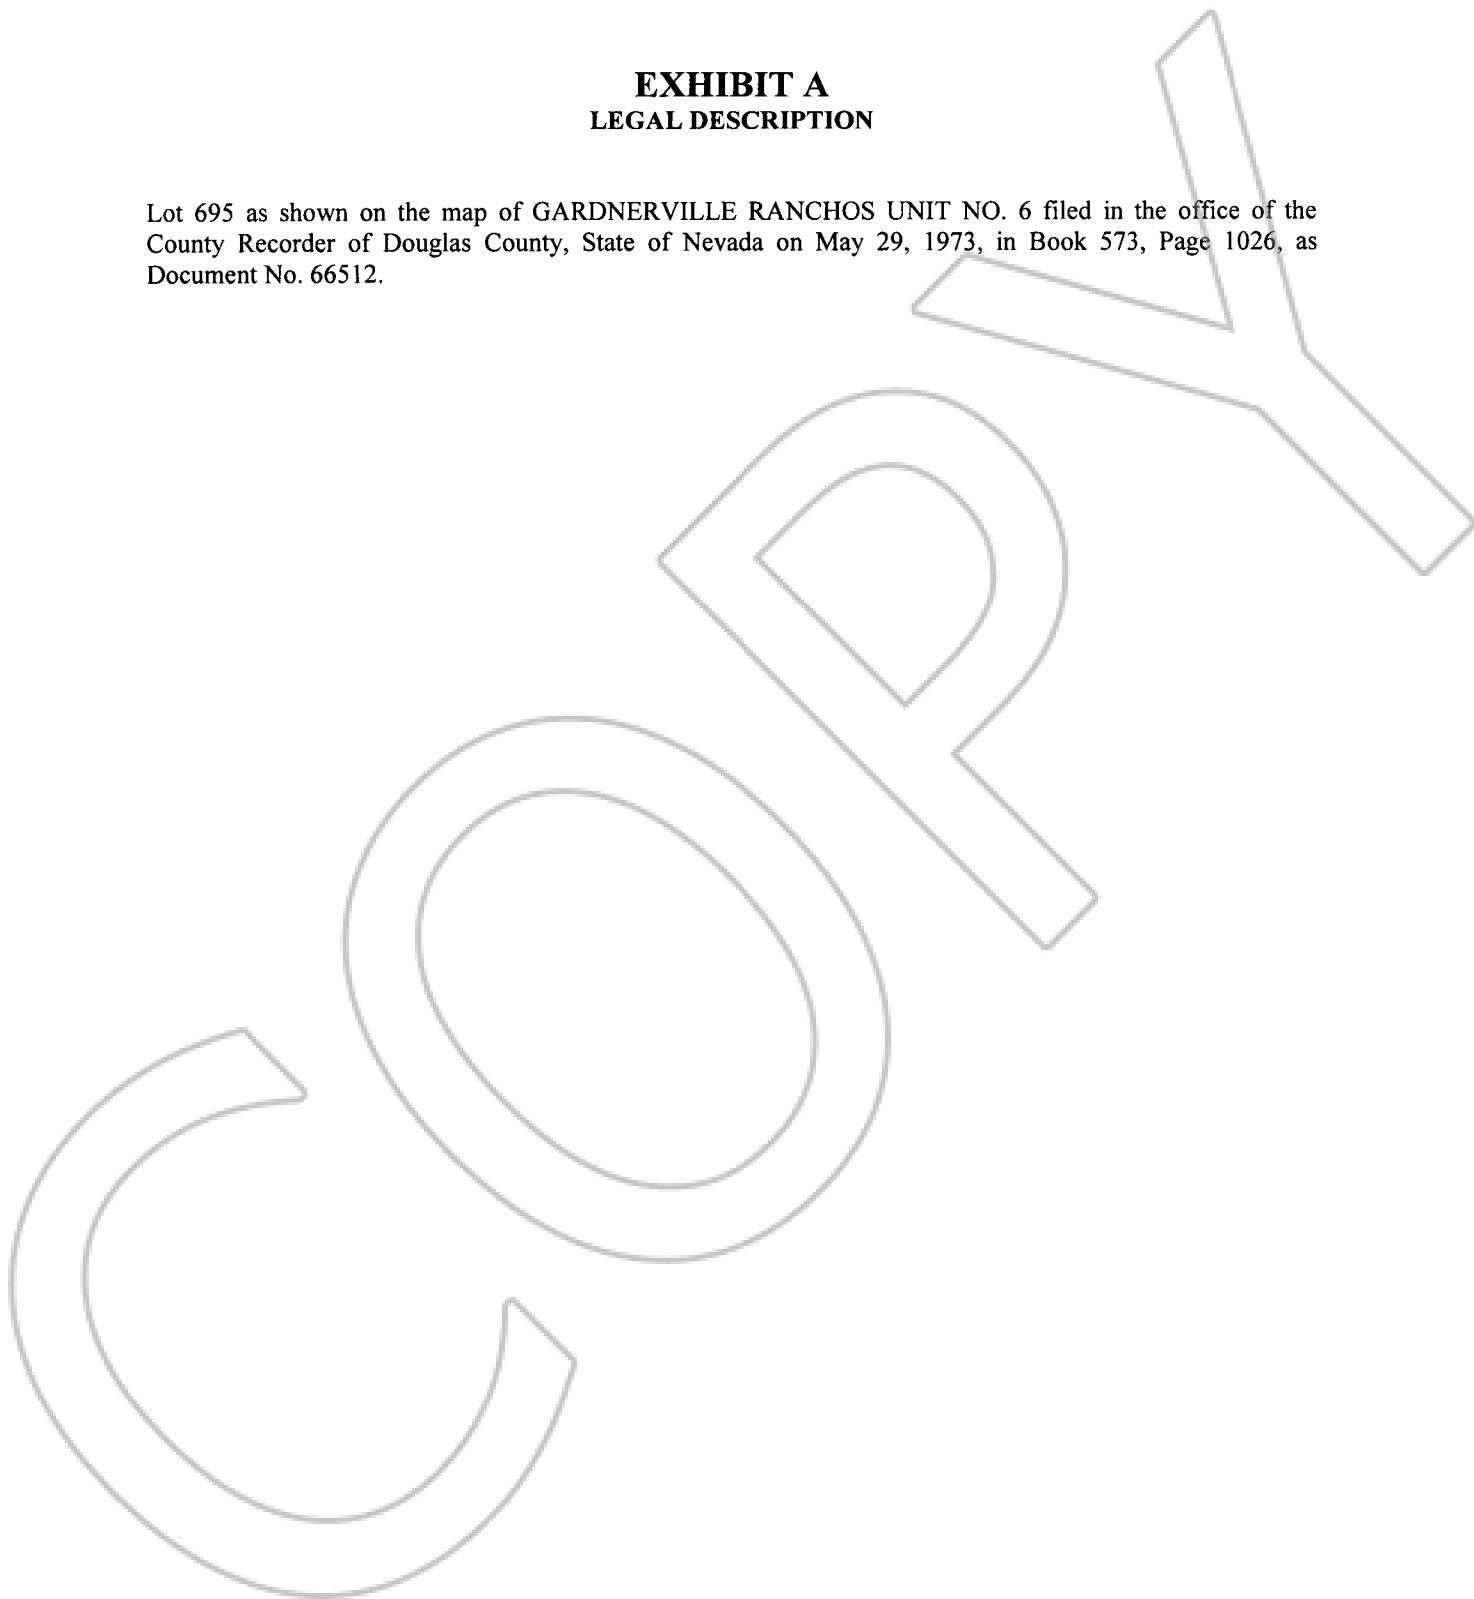 EXHIBIT A
LEGAL DESCRIPTION
Lot 695 as shown on the map of GARDNERVILLE RANCHOS UNIT NO. 6 filed in the office of the
County Recorder of Douglas County, State of Nevada on May 29, 1973, in Book 573, Page 1026, as
Document No. 66512.
COPY